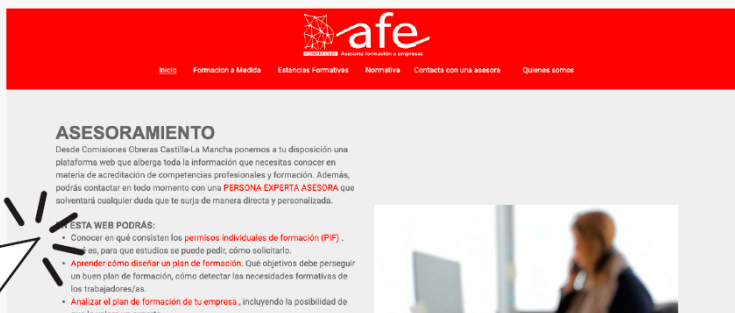 afe
Asesoría formación a empresas
Inicio Formacion a Medida Estancias Formativas Normativa Contacta con una asesora Quienes somos
ASESORAMIENTO
Desde Comisiones Obreras Castilla-La Mancha ponemos a tu disposición una
plataforma web que alberga toda la información que necesitas conocer en
materia de acreditación de competencias profesionales y formación. Además,
podrás contactar en todo momento con una PERSONA EXPERTA ASESORA que
solventará cualquier duda que te surja de manera directa y personalizada.
ESTA WEB PODRÁS:
• Conocer en qué consisten los permisos individuales de formación (PIF) .
es, para que estudios se puede pedir, cómo solicitarlo.
• Aprender cómo diseñar un plan de formación. Qué objetivos debe perseguir
un buen plan de formación, cómo detectar las necesidades formativas de
los trabajadores/as.
• Analizar el plan de formación de tu empresa , incluyendo la posibilidad de